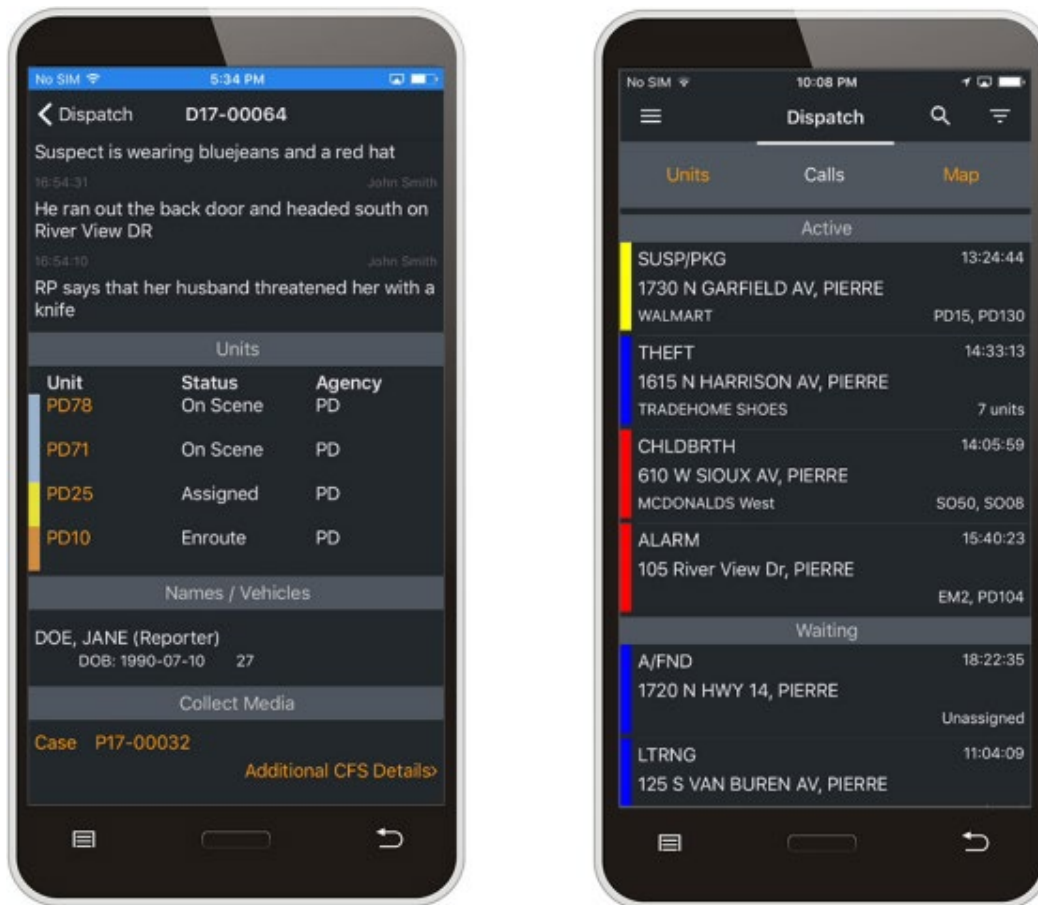 No SIM
5:34 PM
Dispatch
D17-00064
Suspect is wearing bluejeans and a red hat
16:54:31
John Smith
He ran out the back door and headed south on
River View DR
16:54:10
John Smith
RP says that her husband threatened her with a
knife
Units
Unit Status Agency
PD78 On Scene PD
PD71 On Scene PD
PD25 Assigned PD
PD10 Enroute PD
Names / Vehicles
DOE, JANE (Reporter)
DOB: 1990-07-10 27
Collect Media
Case P17-00032
Additional CFS Details>
No SIM
10:08 PM
Dispatch
Units Calls Map
Active
SUSP/PKG 13:24:44
1730 N GARFIELD AV, PIERRE
WALMART PD15, PD130
THEFT 14:33:13
1615 N HARRISON AV, PIERRE
TRADEHOME SHOES 7 units
CHLDBRTH 14:05:59
610 W SIOUX AV, PIERRE
MCDONALDS West SO50, SO08
ALARM 15:40:23
105 River View Dr, PIERRE
EM2, PD104
Waiting
A/FND 18:22:35
1720 N HWY 14, PIERRE
Unassigned
LTRNG 11:04:09
125 S VAN BUREN AV, PIERRE